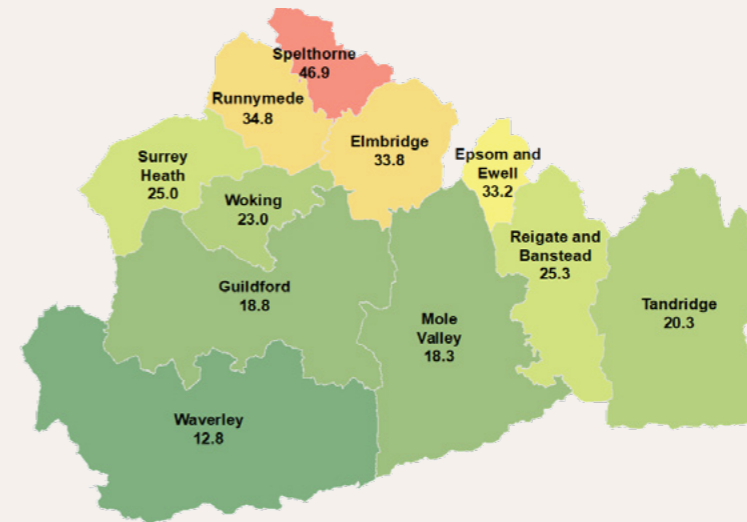 Spelthorne
46.9
Runnymede
34.8
Elmbridge
33.8
Epsom and
Ewell
33.2
Surrey
Heath
25.0
Woking
23.0
Reigate and
Banstead
25.3
Guildford
18.8
Mole
Valley
18.3
Tandridge
20.3
Waverley
12.8